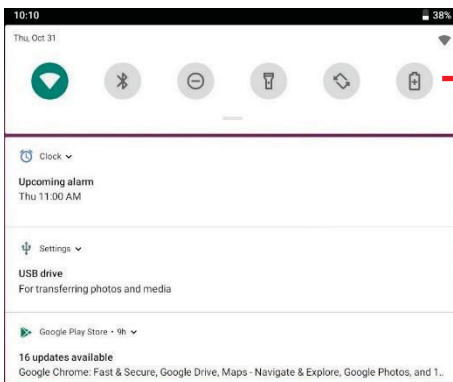 10:10
38%
Thu, Oct 31
Clock
Upcoming alarm
Thu 11:00 AM
Settings
USB drive
For transferring photos and media
Google Play Store • 9h
16 updates available
Google Chrome: Fast & Secure, Google Drive, Maps - Navigate & Explore, Google Photos, and 1..